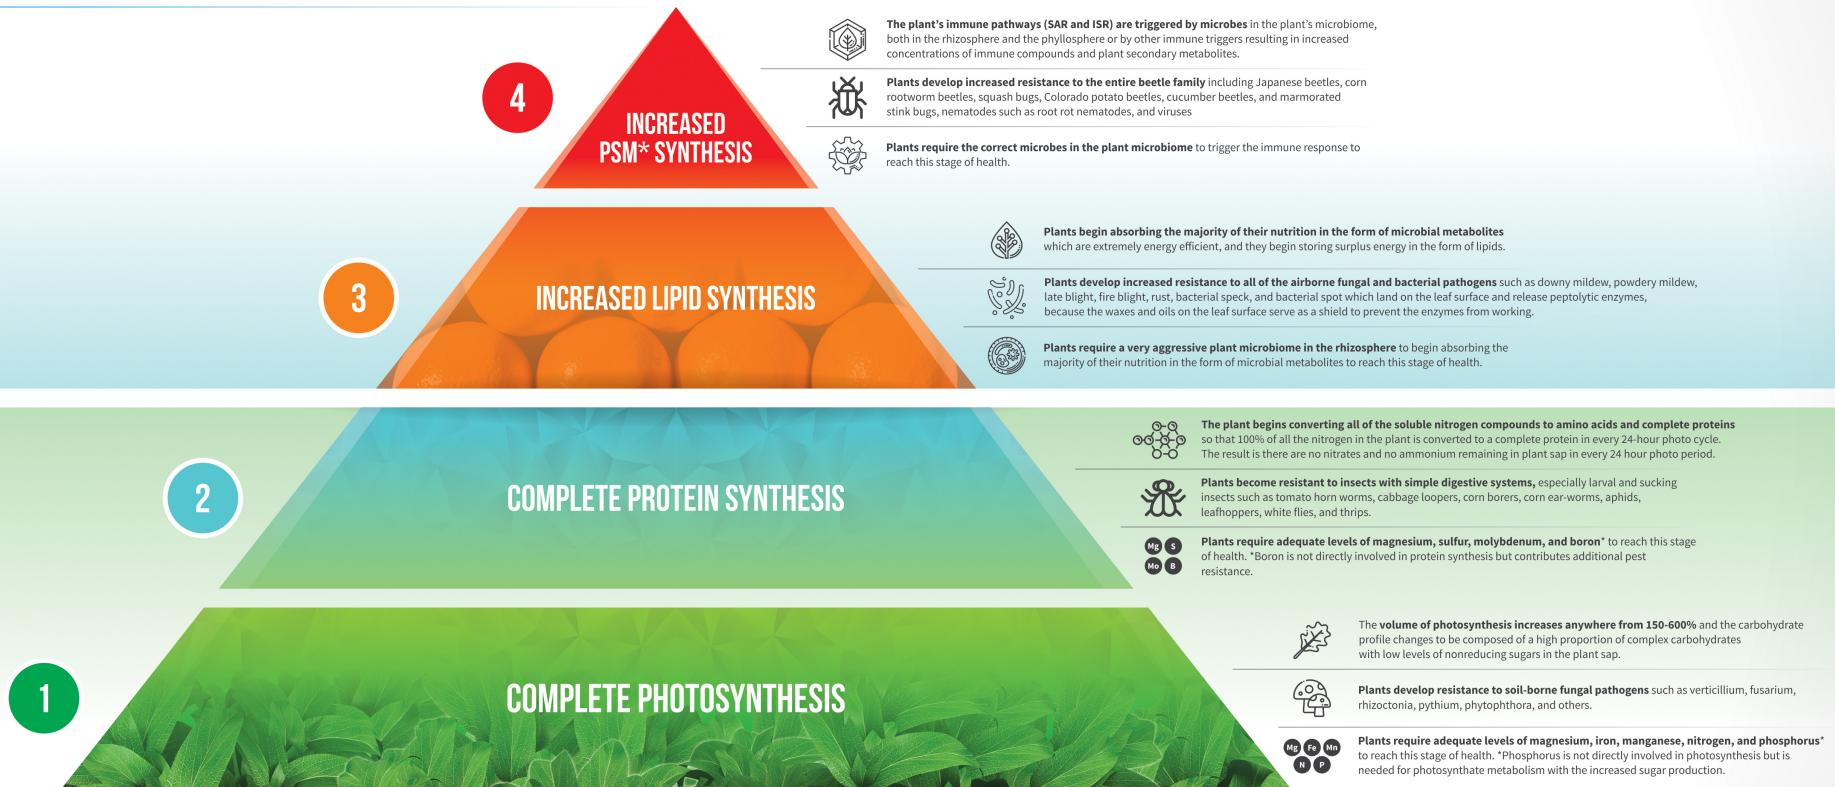 4
INCREASED
PSM* SYNTHESIS
The plant's immune pathways (SAR and ISR) are triggered by microbes in the plant's microbiome,
both in the rhizosphere and the phyllosphere or by other immune triggers resulting in increased
concentrations of immune compounds and plant secondary metabolites.
Plants develop increased resistance to the entire beetle family including Japanese beetles, corn
rootworm beetles, squash bugs, Colorado potato beetles, cucumber beetles, and marmorated
stink bugs, nematodes such as root rot nematodes, and viruses
Plants require the correct microbes in the plant microbiome to trigger the immune response to
reach this stage of health.
3
INCREASED LIPID SYNTHESIS
Plants begin absorbing the majority of their nutrition in the form of microbial metabolites
which are extremely energy efficient, and they begin storing surplus energy in the form of lipids.
Plants develop increased resistance to all of the airborne fungal and bacterial pathogens such as downy mildew, powdery mildew,
late blight, fire blight, rust, bacterial speck, and bacterial spot which land on the leaf surface and release peptolytic enzymes,
because the waxes and oils on the leaf surface serve as a shield to prevent the enzymes from working.
Plants require a very aggressive plant microbiome in the rhizosphere to begin absorbing the
majority of their nutrition in the form of microbial metabolites to reach this stage of health.
2
COMPLETE PROTEIN SYNTHESIS
The plant begins converting all of the soluble nitrogen compounds to amino acids and complete proteins
so that 100% of all the nitrogen in the plant is converted to a complete protein in every 24-hour photo cycle.
The result is there are no nitrates and no ammonium remaining in plant sap in every 24 hour photo period.
Plants become resistant to insects with simple digestive systems, especially larval and sucking
insects such as tomato horn worms, cabbage loopers, corn borers, corn ear-worms, aphids,
leafhoppers, white flies, and thrips.
Mg S
Mo B
Plants require adequate levels of magnesium, sulfur, molybdenum, and boron* to reach this stage
of health. *Boron is not directly involved in protein synthesis but contributes additional pest
resistance.
1
COMPLETE PHOTOSYNTHESIS
The volume of photosynthesis increases anywhere from 150-600% and the carbohydrate
profile changes to be composed of a high proportion of complex carbohydrates
with low levels of nonreducing sugars in the plant sap.
Plants develop resistance to soil-borne fungal pathogens such as verticillium, fusarium,
rhizoctonia, pythium, phytophthora, and others.
Mg Fe Mn
N P
Plants require adequate levels of magnesium, iron, manganese, nitrogen, and phosphorus*
to reach this stage of health. *Phosphorus is not directly involved in photosynthesis but is
needed for photosynthate metabolism with the increased sugar production.